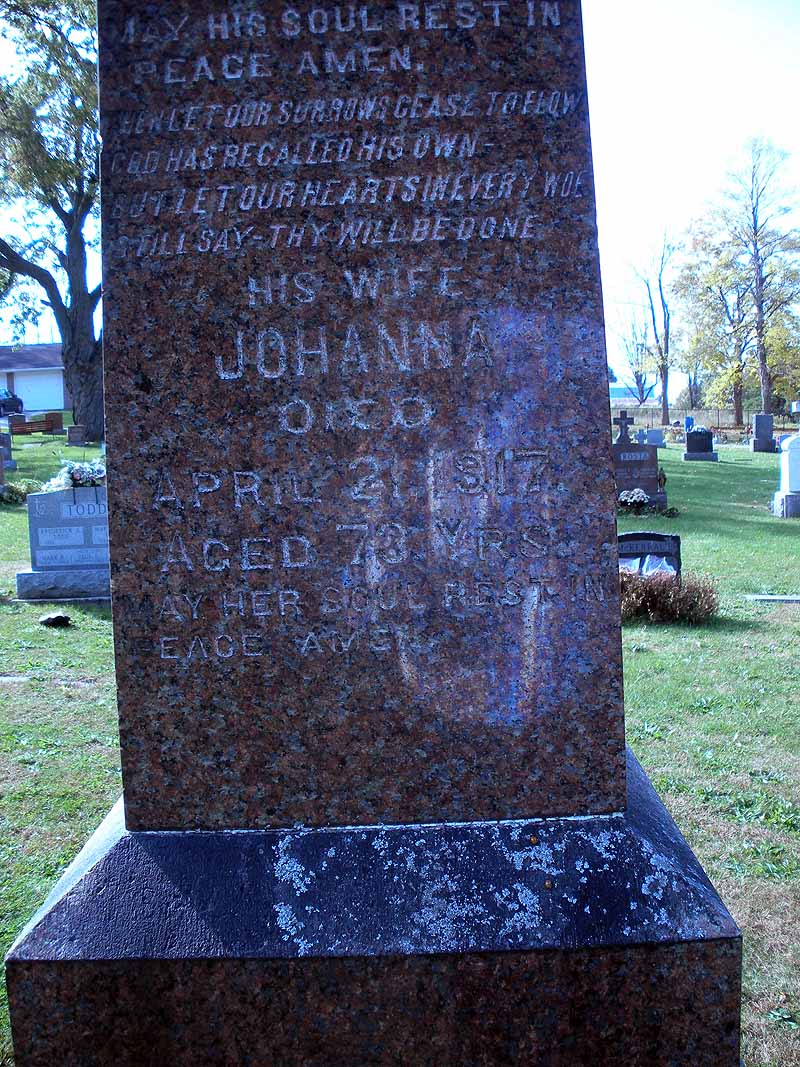 MAY HIS SOUL REST IN
PEACE AMEN.
THEN LET OUR SORROWS CEASE TO FLOW
GOD HAS RECALLED HIS OWN-
BUT LET OUR HEARTS IN EVERY WOE
STILL SAY-THY WILL BE DONE
HIS WIFE
JOHANNA
DIED
APRIL 21, 1917.
AGED 73 YRS.
MAY HER SOUL REST IN
PEACE AMEN.
TODD